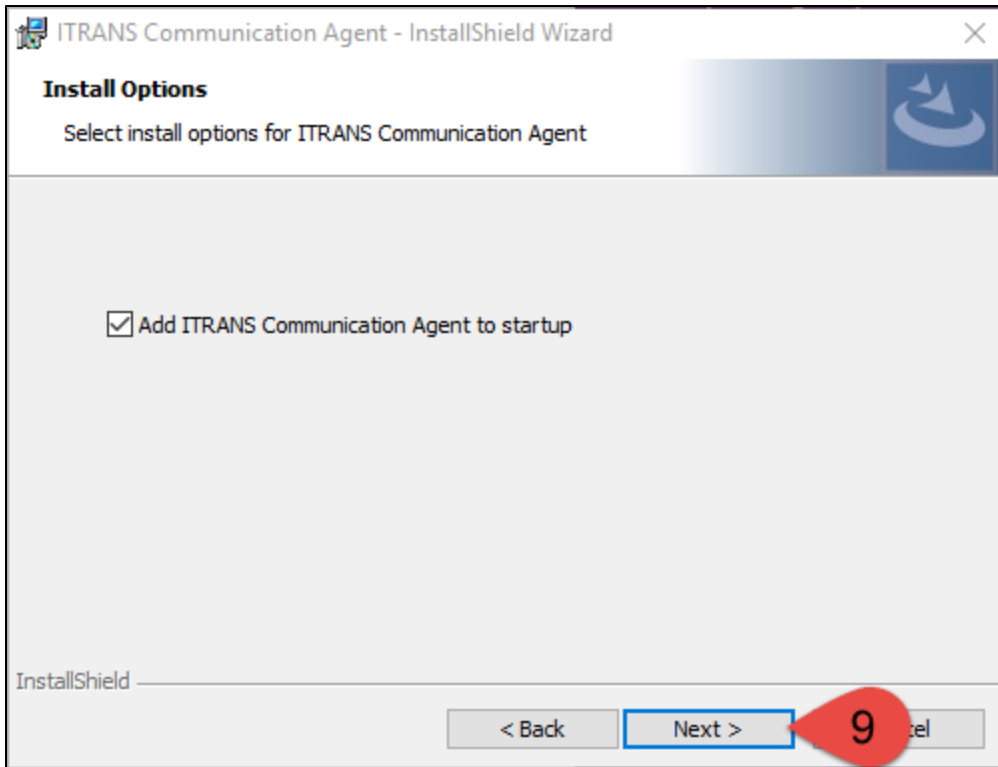 ITRANS Communication Agent - InstallShield Wizard
Install Options
Select install options for ITRANS Communication Agent
Add ITRANS Communication Agent to startup
InstallShield
< Back Next > 9